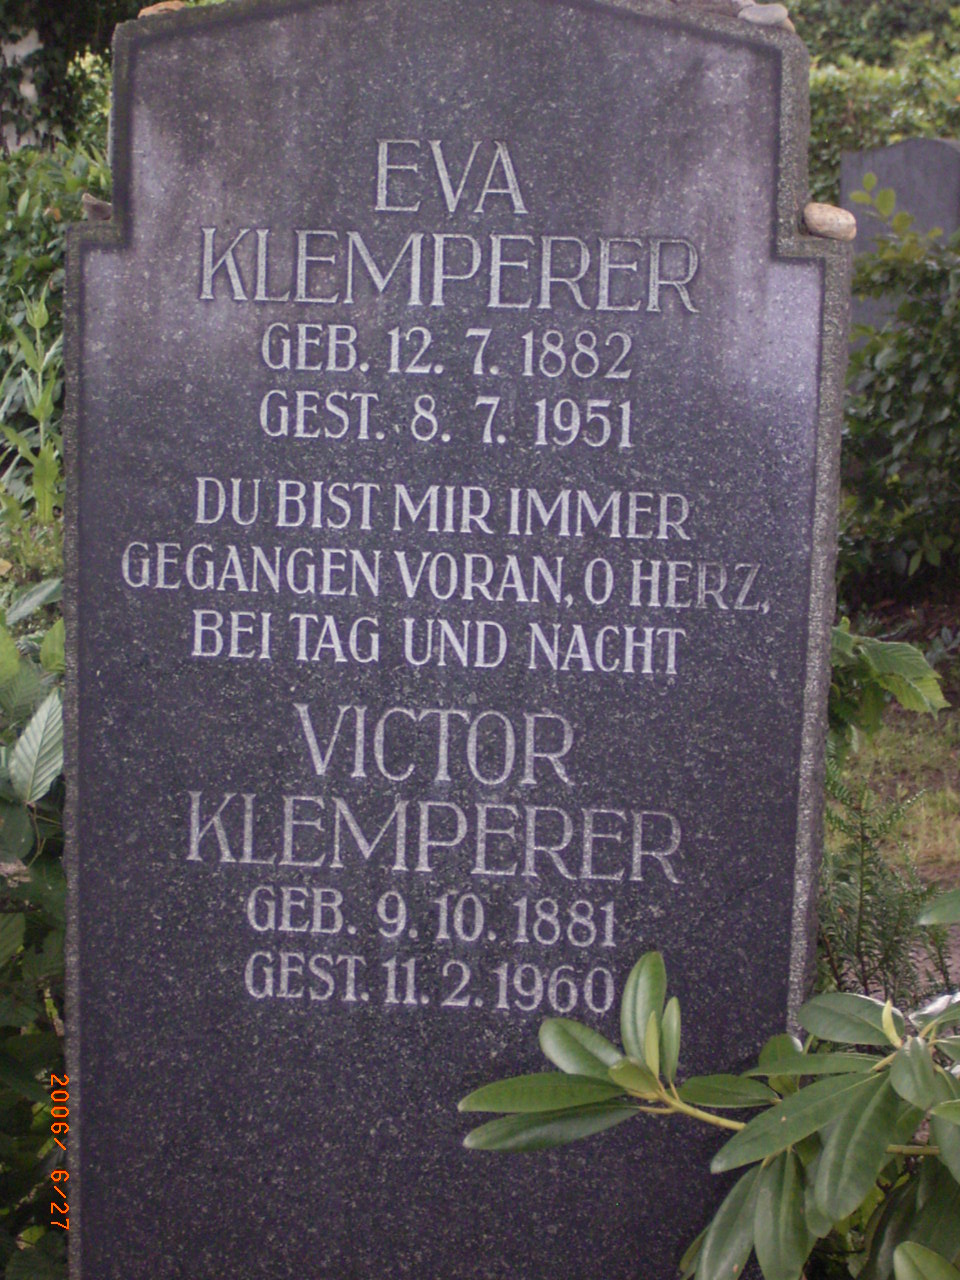 EVA
KLEMPERER
GEB. 12. 7. 1882
GEST. 8. 7. 1951
DU BIST MIR IMMER
GEGANGEN VORAN, O HERZ,
BEI TAG UND NACHT
VICTOR
KLEMPERER
GEB. 9. 10. 1881
GEST. 11. 2. 1960
2006/ 6/27